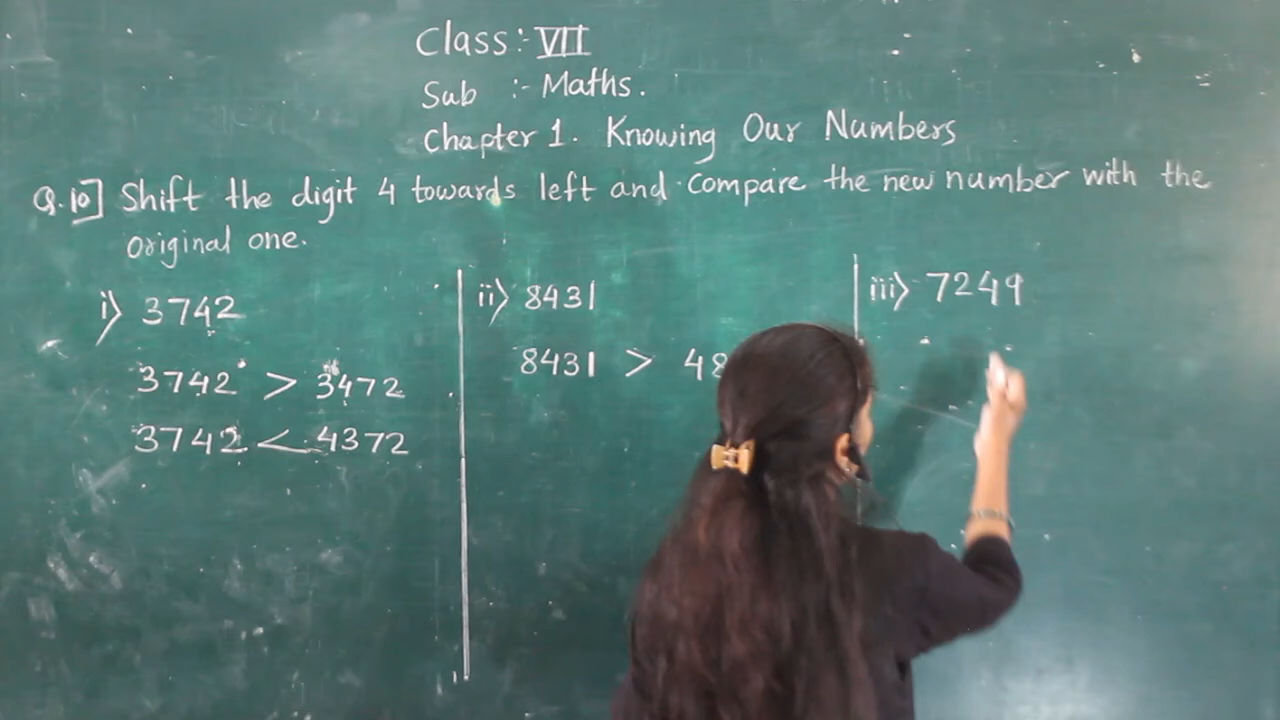 Class:- VII
Sub :- Maths.
Chapter 1. Knowing Our Numbers
Q.10] Shift the digit 4 towards left and compare the new number with the
original one.
i) 3742
3742 > 3472
3742 < 4372
ii) 8431
8431 > 48
iii) 7249